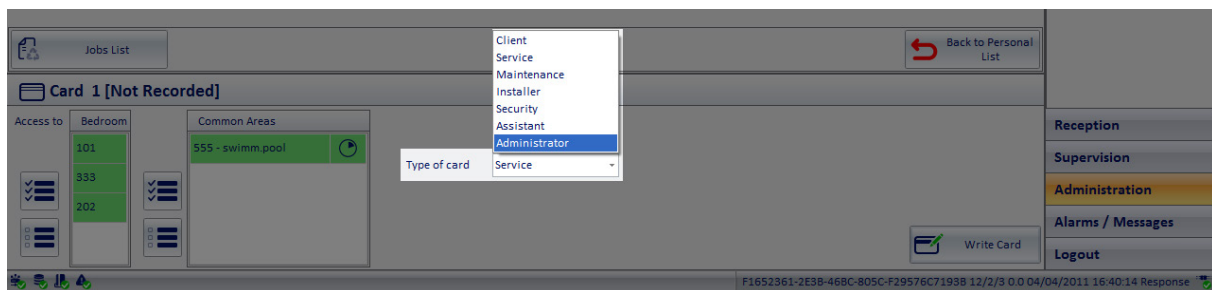 Jobs List
Back to Personal
List
Card 1 [Not Recorded]
Access to
Bedroom
101
333
202
Common Areas
555 - swimm.pool
Client
Service
Maintenance
Installer
Security
Assistant
Administrator
Type of card
Service
Write Card
Reception
Supervision
Administration
Alarms / Messages
Logout
F1652361-2E3B-46BC-805C-F29576C7193B 12/2/3 0.0 04/04/2011 16:40:14 Response